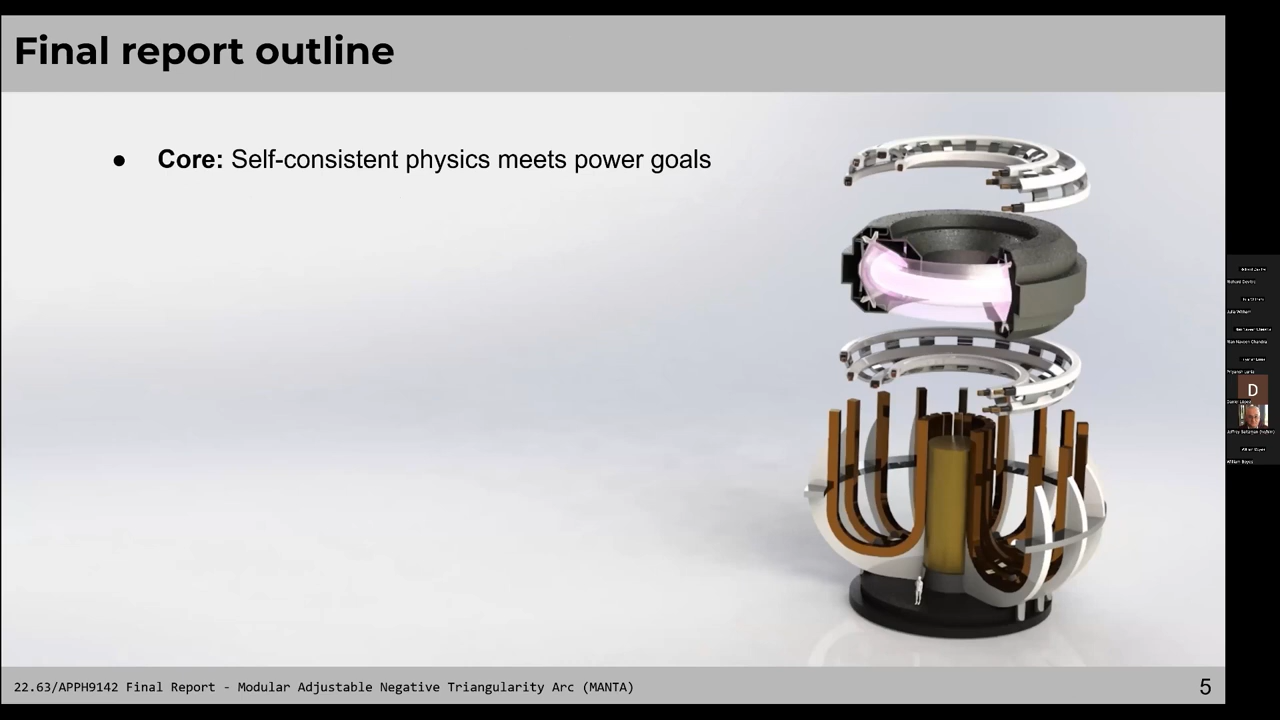 Final report outline
● Core: Self-consistent physics meets power goals
22.63/APPH9142 Final Report - Modular Adjustable Negative Triangularity Arc (MANTA)
5
D